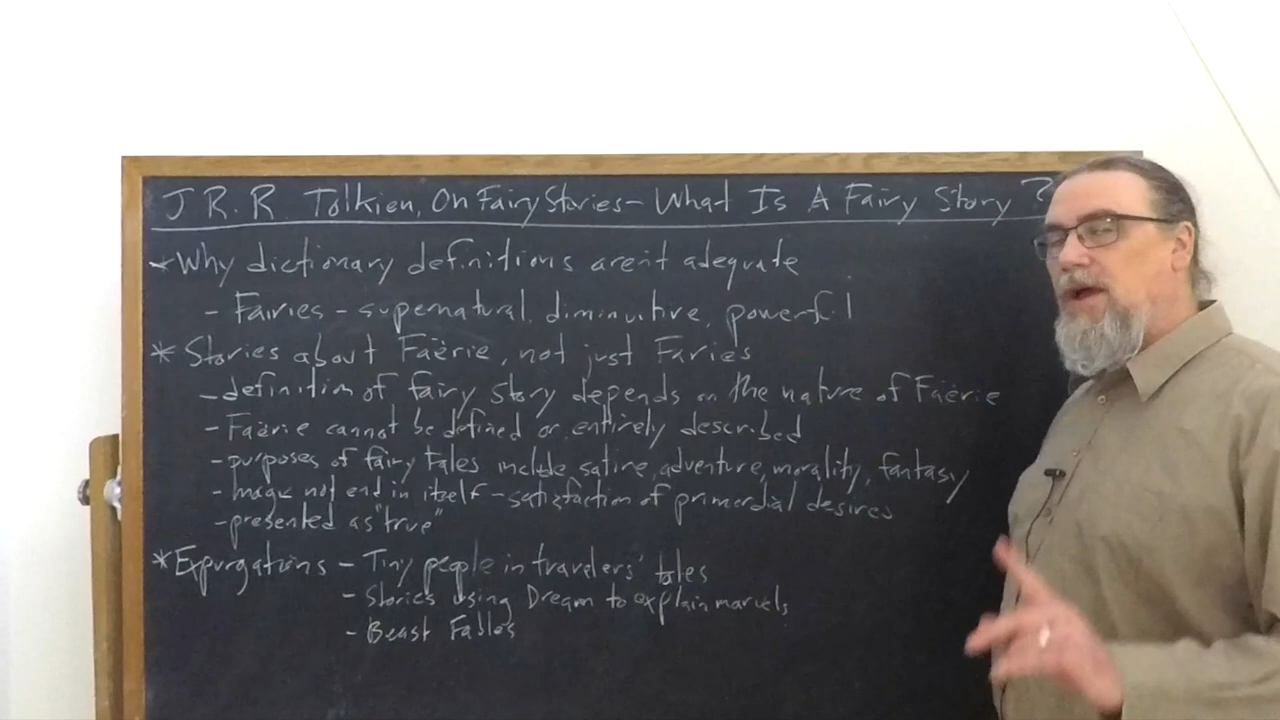 J R. R. Tolkien, On Fairy Stories - What Is A Fairy Story?
* Why dictionary definitions aren't adequate
- Fairies - supernatural, diminuitive, powerful
* Stories about Faërie, not just Faries
- definition of fairy story depends on the nature of Faërie
- Faërie cannot be defined or entirely described
- purposes of fairy tales include satire, adventure, morality, fantasy
- magic not end in itself - satisfaction of primordial desires
- presented as "true"
* Expurgations - Tiny people in travelers' tales
- Stories using Dream to explain marvels
- Beast Fables